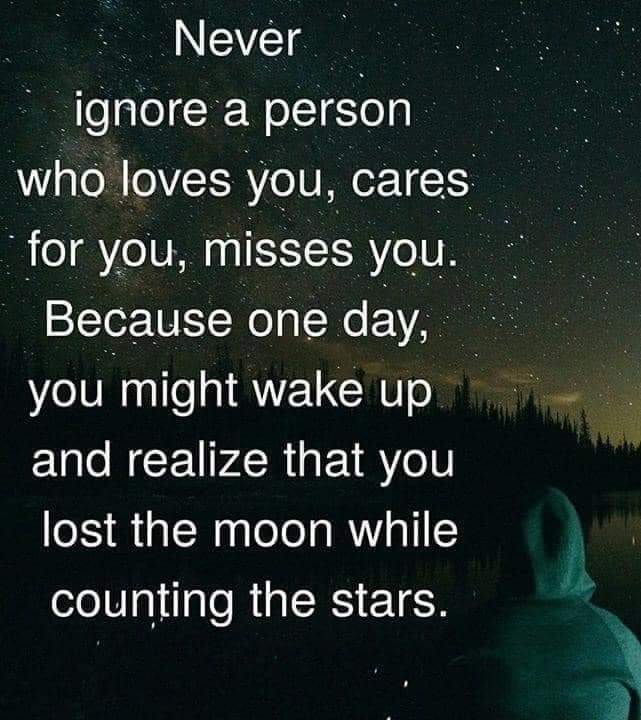 Never
ignore a person
who loves you, cares
for you, misses you.
Because one day,
you might wake up
and realize that you
lost the moon while
counting the stars.